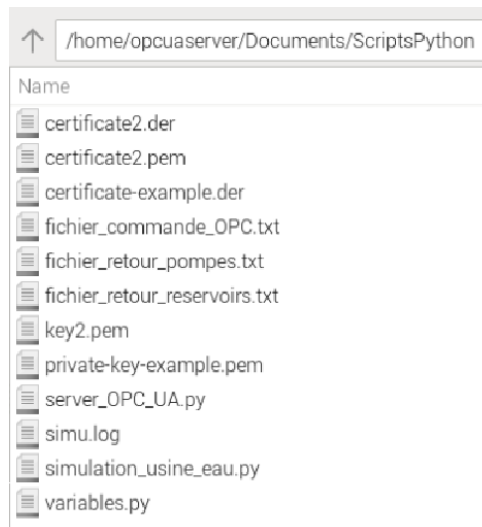 /home/opcuaserver/Documents/ScriptsPython
Name
certificate2.der
certificate2.pem
certificate-example.der
fichier_commande_OPC.txt
fichier_retour_pompes.txt
fichier_retour_reservoirs.txt
key2.pem
private-key-example.pem
server_OPC_UA.py
simu.log
simulation_usine_eau.py
variables.py